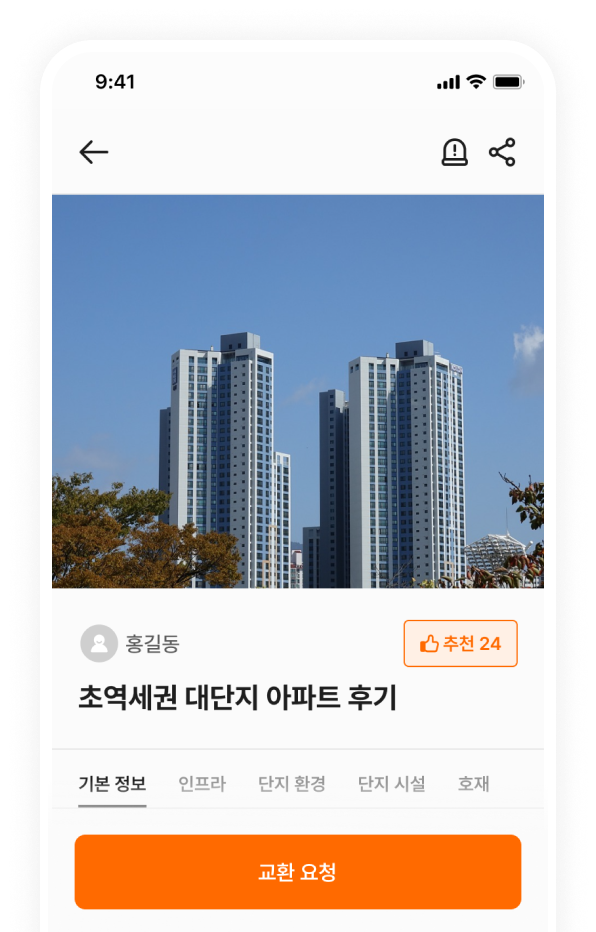 9:41
홍길동
추천 24
초역세권 대단지 아파트 후기
기본 정보 인프라 단지 환경 단지 시설 호재
교환 요청